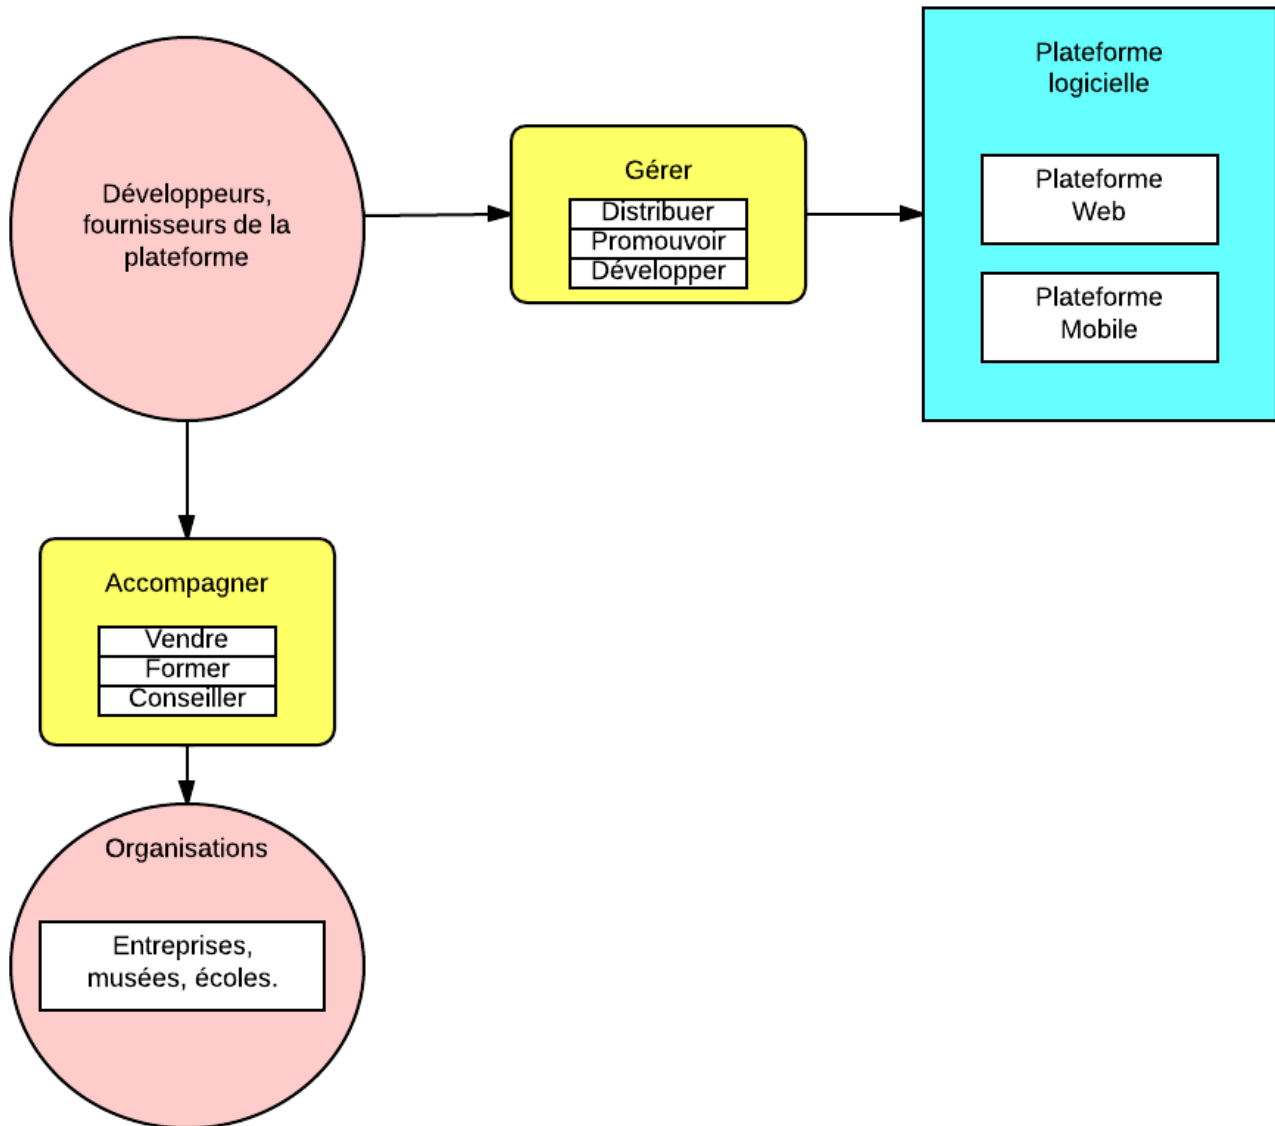 Développeurs,
fournisseurs de la
plateforme
Gérer
Distribuer
Promouvoir
Développer
Plateforme
logicielle
Plateforme
Web
Plateforme
Mobile
Accompagner
Vendre
Former
Conseiller
Organisations
Entreprises,
musées, écoles.